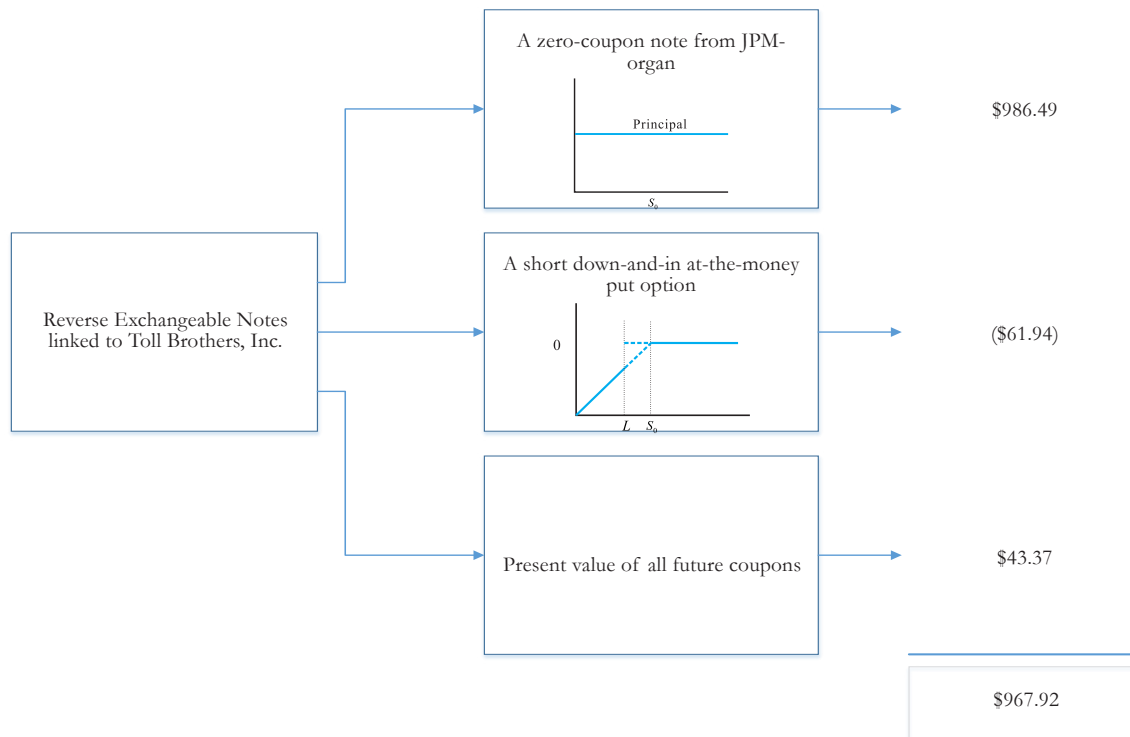 A zero-coupon note from JPM-
organ
Principal
S₀
$986.49
Reverse Exchangeable Notes
linked to Toll Brothers, Inc.
A short down-and-in at-the-money
put option
0
L
S₀
($61.94)
Present value of all future coupons
$43.37
$967.92